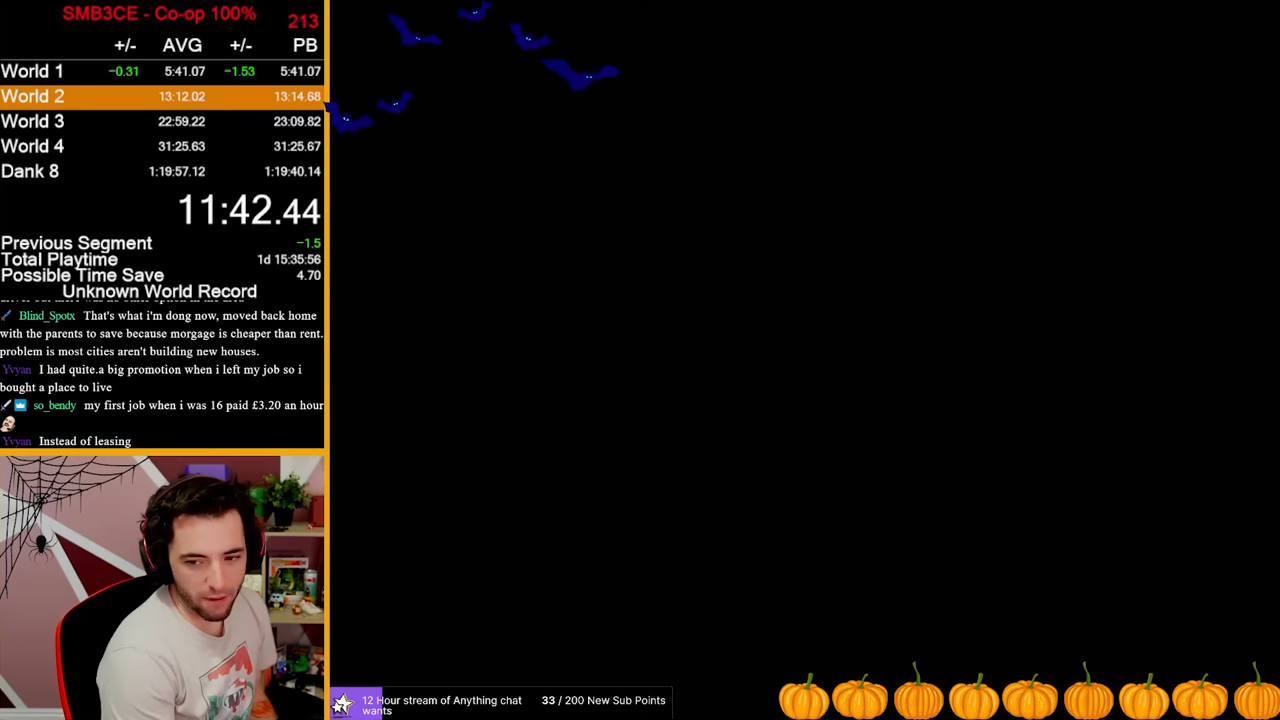 SMB3CE - Co-op 100%
213
+/- AVG +/- PB
World 1 −0.31 5:41.07 −1.53 5:41.07
World 2 13:12.02 13:14.68
World 3 22:59.22 23:09.82
World 4 31:25.63 31:25.67
Dank 8 1:19:57.12 1:19:40.14
11:42.44
Previous Segment −1.5
Total Playtime 1d 15:35:56
Possible Time Save 4.70
Unknown World Record
Blind_Spotx That's what i'm dong now, moved back home
with the parents to save because morgage is cheaper than rent.
problem is most cities aren't building new houses.
Yvyan I had quite.a big promotion when i left my job so i
bought a place to live
so_bendy my first job when i was 16 paid £3.20 an hour
Yvyan Instead of leasing
12 Hour stream of Anything chat
wants
33 / 200 New Sub Points